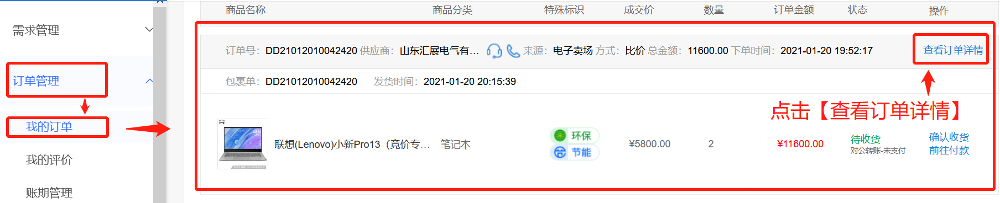 商品名称 商品分类 特殊标识 成交价 数量 订单金额 状态 操作
需求管理
订单管理
我的订单
我的评价
账期管理
订单号：DD21012010042420 供应商：山东汇展电气有... 来源：电子卖场 方式：比价 总金额：11600.00 下单时间：2021-01-20 19:52:17 查看订单详情
包裹单：DD21012010042420 发货时间：2021-01-20 20:15:39
点击【查看订单详情】
联想(Lenovo)小新Pro13（竞价专... 笔记本 环保 ¥5800.00 2 ¥11600.00 待收货 确认收货
节能 对公转账-未支付 前往付款